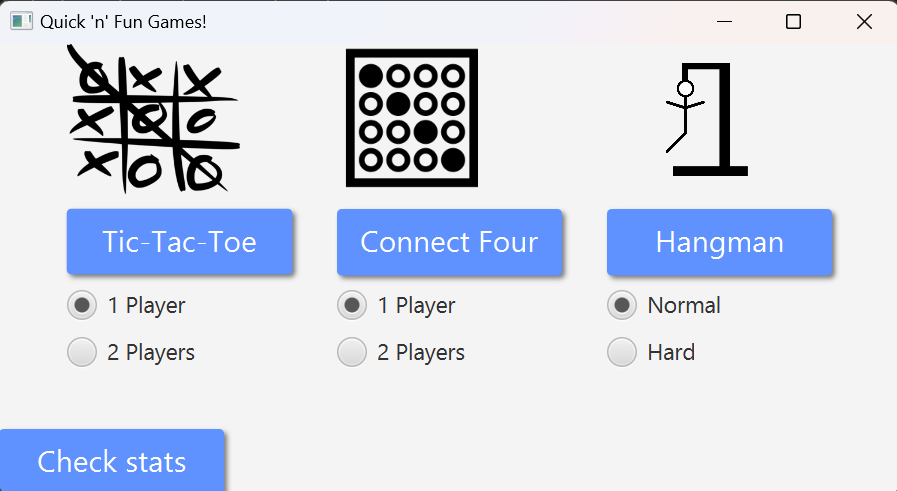 Quick 'n' Fun Games!
Tic-Tac-Toe
Connect Four
Hangman
1 Player
1 Player
Normal
2 Players
2 Players
Hard
Check stats